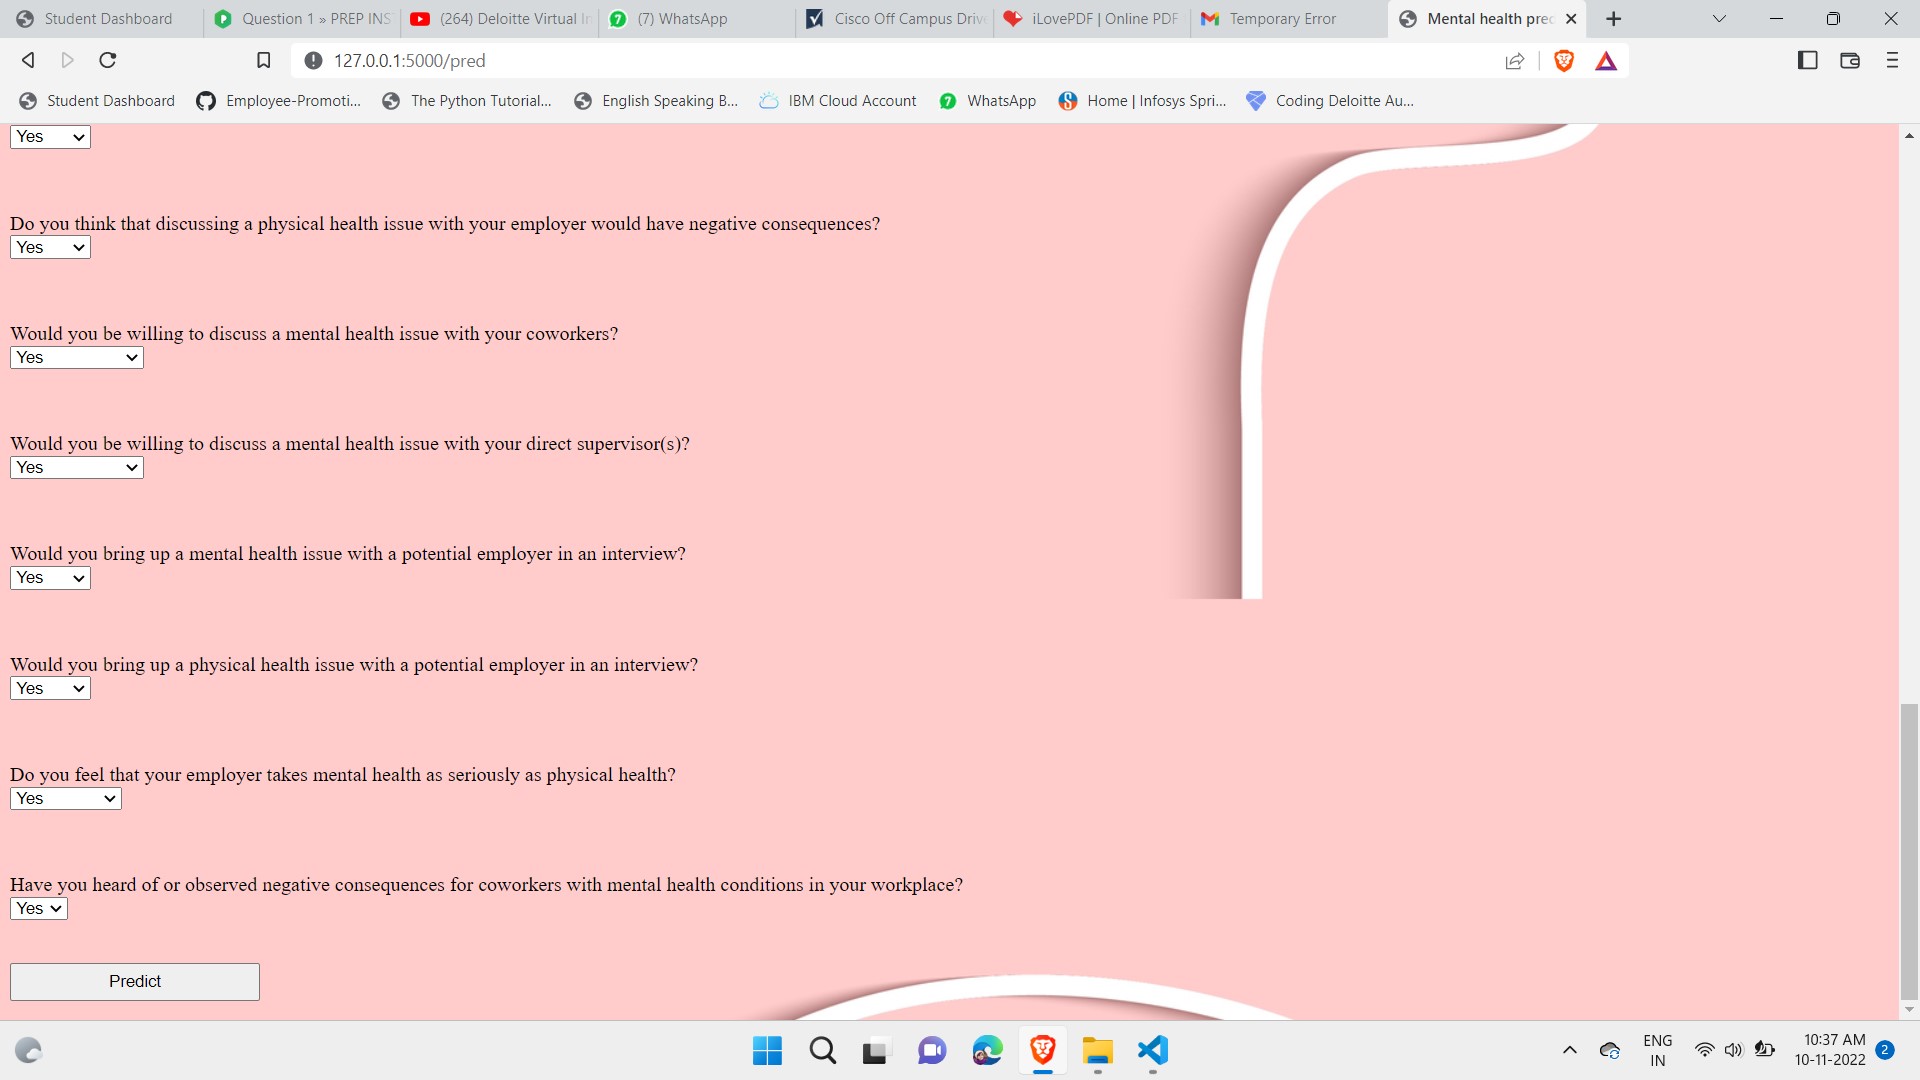 Student Dashboard
Question 1 » PREP INS
(264) Deloitte Virtual In
(7) WhatsApp
Cisco Off Campus Drive
iLovePDF | Online PDF
Temporary Error
Mental health pred
127.0.0.1:5000/pred
Student Dashboard
Employee-Promoti...
The Python Tutorial...
English Speaking B...
IBM Cloud Account
7
WhatsApp
Home | Infosys Spri...
Coding Deloitte Au...
Yes
Do you think that discussing a physical health issue with your employer would have negative consequences?
Yes
Would you be willing to discuss a mental health issue with your coworkers?
Yes
Would you be willing to discuss a mental health issue with your direct supervisor(s)?
Yes
Would you bring up a mental health issue with a potential employer in an interview?
Yes
Would you bring up a physical health issue with a potential employer in an interview?
Yes
Do you feel that your employer takes mental health as seriously as physical health?
Yes
Have you heard of or observed negative consequences for coworkers with mental health conditions in your workplace?
Yes
Predict
ENG
IN
10:37 AM
10-11-2022
2